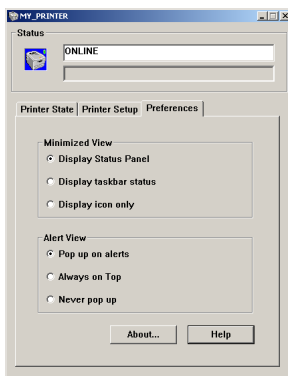 MY_PRINTER
Status
ONLINE
Printer State Printer Setup Preferences
Minimized View
Display Status Panel
Display taskbar status
Display icon only
Alert View
Pop up on alerts
Always on Top
Never pop up
About... Help